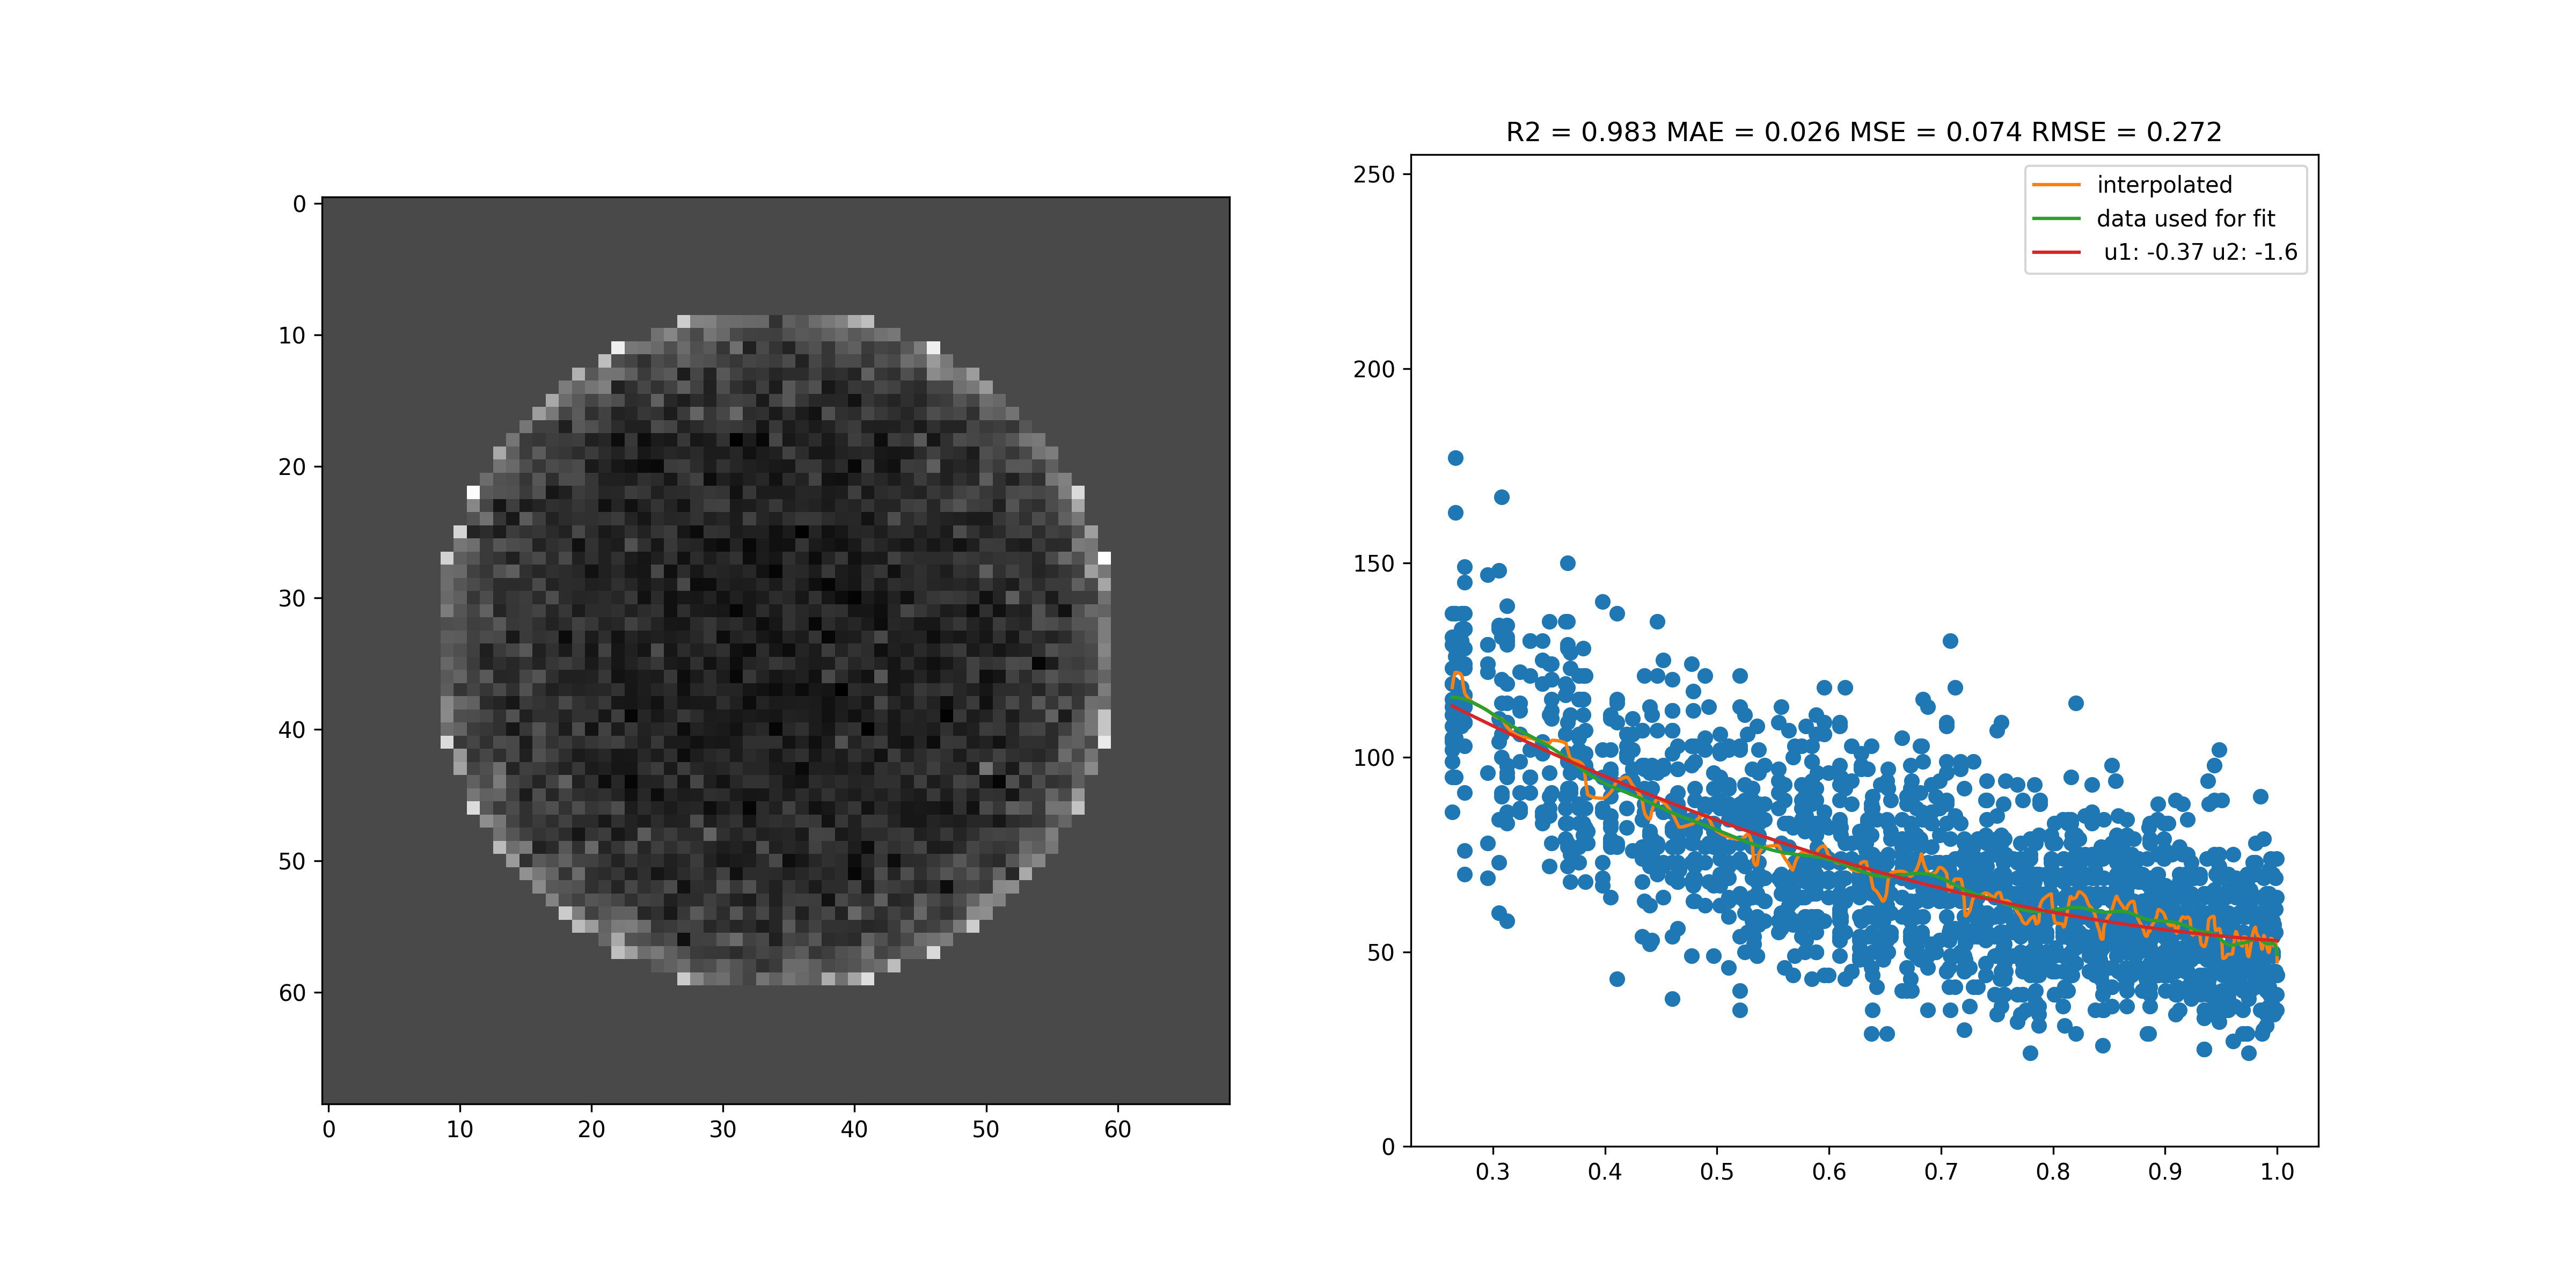 R2 = 0.983 MAE = 0.026 MSE = 0.074 RMSE = 0.272
0
10
20
30
40
50
60
0 10 20 30 40 50 60
250
200
150
100
50
0
0.3 0.4 0.5 0.6 0.7 0.8 0.9 1.0
interpolated
data used for fit
u1: -0.37 u2: -1.6